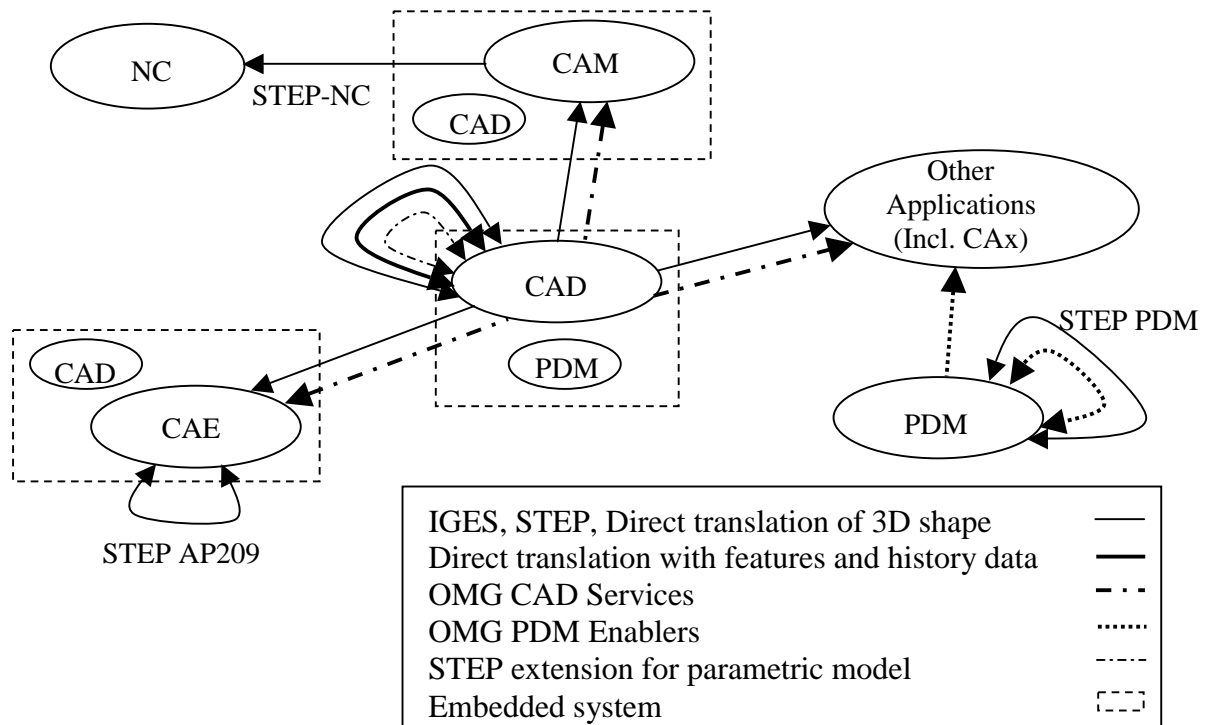 NC
CAM
STEP-NC
CAD
Other
Applications
(Incl. CAx)
CAD
STEP PDM
CAD
PDM
CAE
PDM
STEP AP209
IGES, STEP, Direct translation of 3D shape
Direct translation with features and history data
OMG CAD Services
OMG PDM Enablers
STEP extension for parametric model
Embedded system